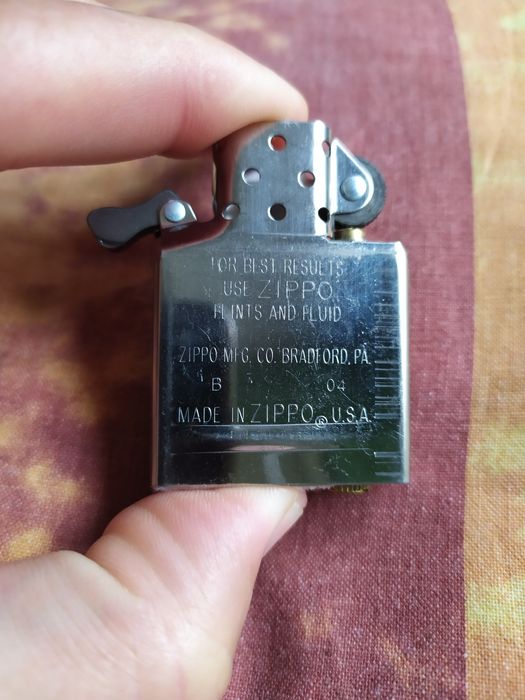 FOR BEST RESULTS
USE ZIPPO
FLINTS AND FLUID
ZIPPO MFG. CO. BRADFORD, PA.
B 04
MADE IN ZIPPO® U.S.A.